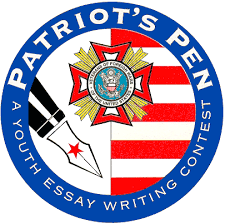 PATRIOT'S PEN
A YOUTH ESSAY WRITING CONTEST